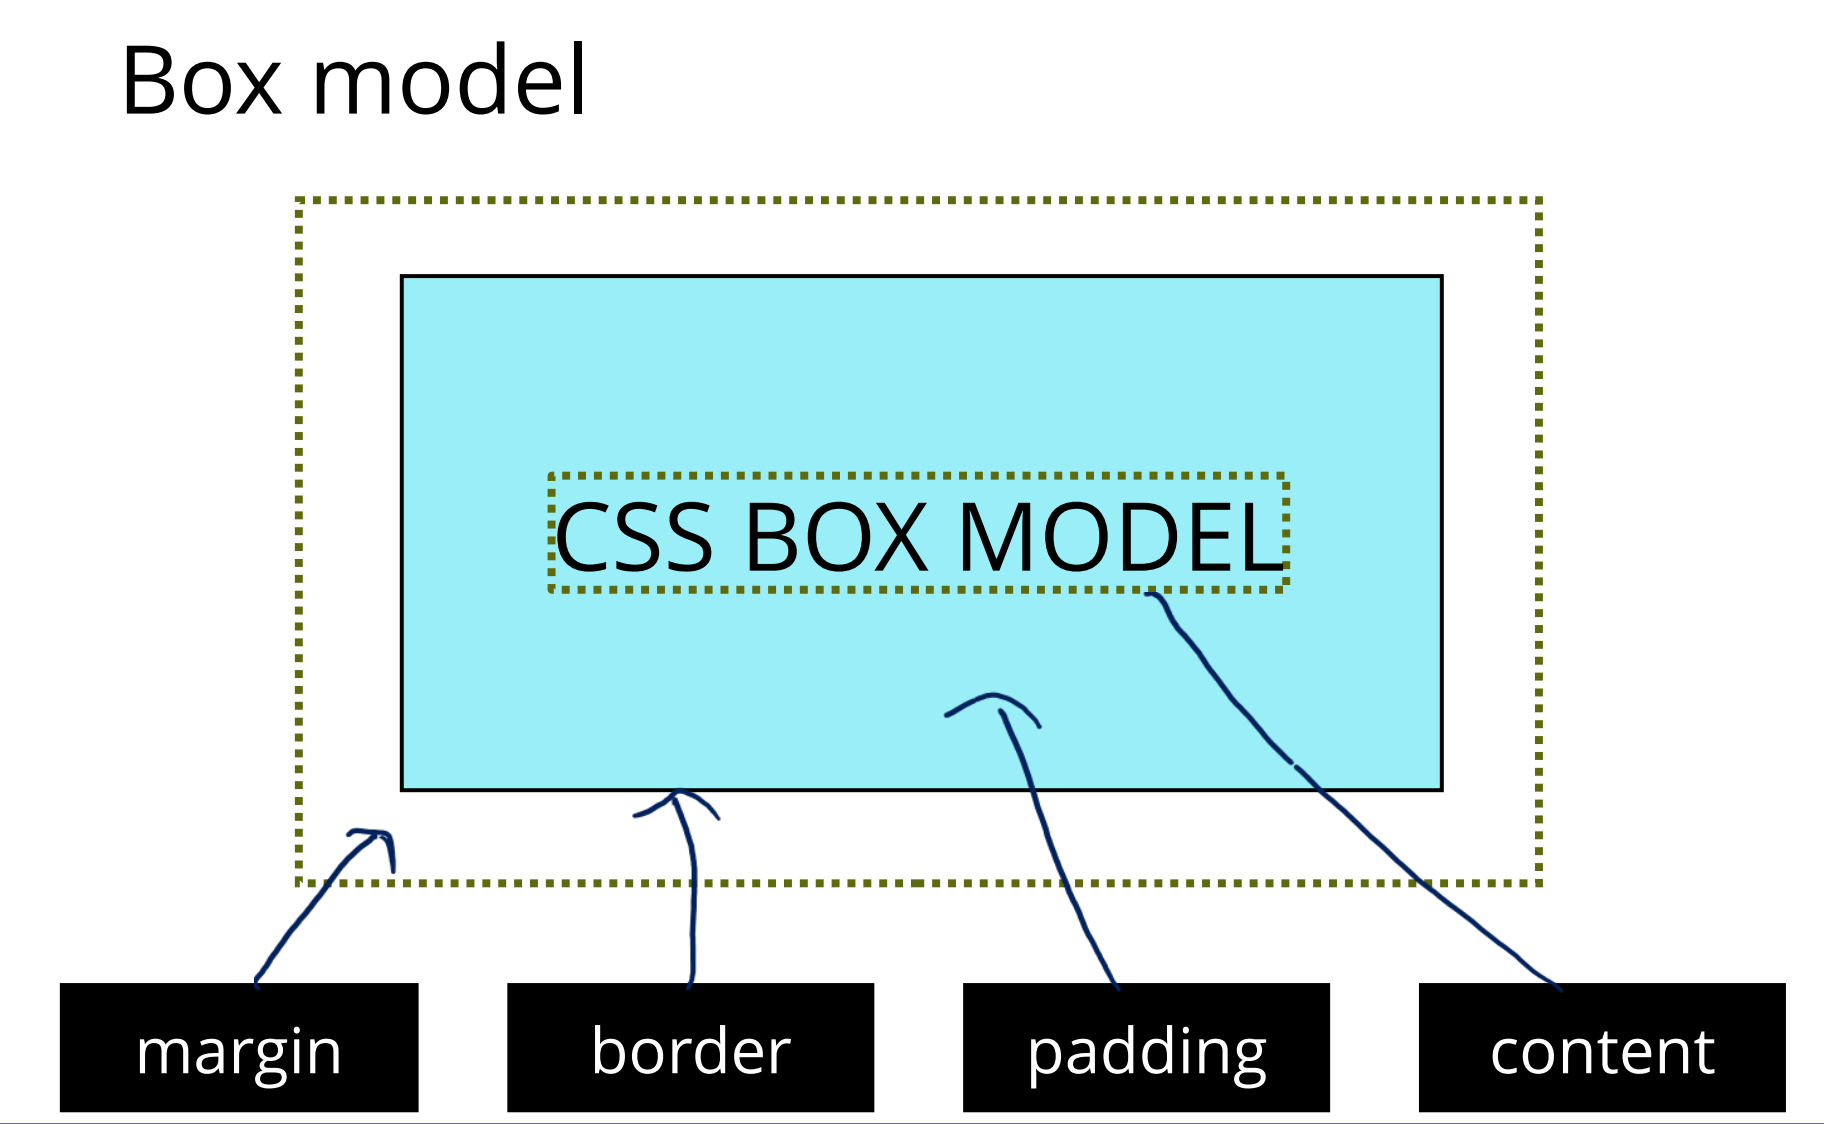 Box model
CSS BOX MODEL
margin
border
padding
content